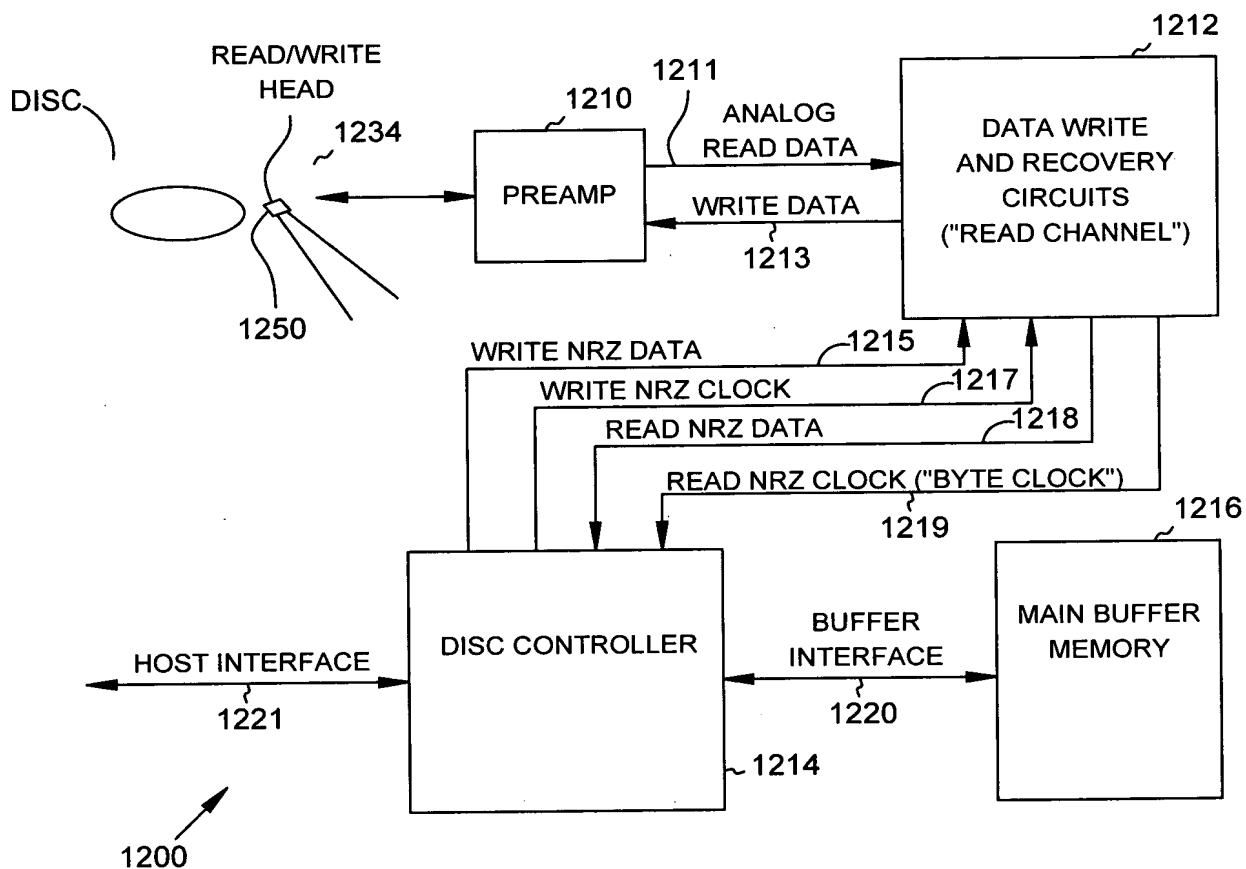 1212
READ/WRITE
HEAD
DISC
1234
1210
1211
ANALOG
READ DATA
PREAMP
WRITE DATA
1213
DATA WRITE
AND RECOVERY
CIRCUITS
("READ CHANNEL")
1250
WRITE NRZ DATA
1215
WRITE NRZ CLOCK
1217
READ NRZ DATA
1218
READ NRZ CLOCK ("BYTE CLOCK")
1219
1216
DISC CONTROLLER
BUFFER
INTERFACE
1220
MAIN BUFFER
MEMORY
HOST INTERFACE
1221
1214
1200